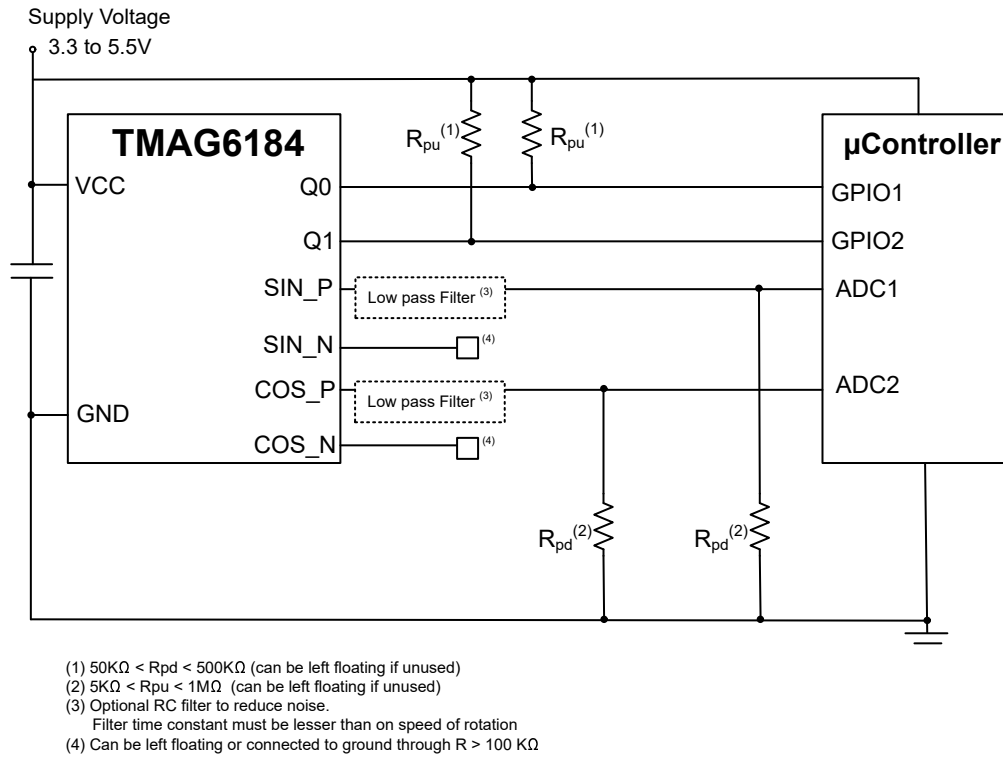 Supply Voltage
3.3 to 5.5V
TMAG6184
µController
Rpu(1)
Rpu(1)
VCC
Q0
GPIO1
Q1
GPIO2
SIN_P
Low pass Filter (3)
ADC1
SIN_N
(4)
COS_P
Low pass Filter (3)
ADC2
GND
COS_N
(4)
Rpd(2)
Rpd(2)
(1) 50KΩ < Rpd < 500KΩ (can be left floating if unused)
(2) 5KΩ < Rpu < 1MΩ (can be left floating if unused)
(3) Optional RC filter to reduce noise.
Filter time constant must be lesser than on speed of rotation
(4) Can be left floating or connected to ground through R > 100 KΩ